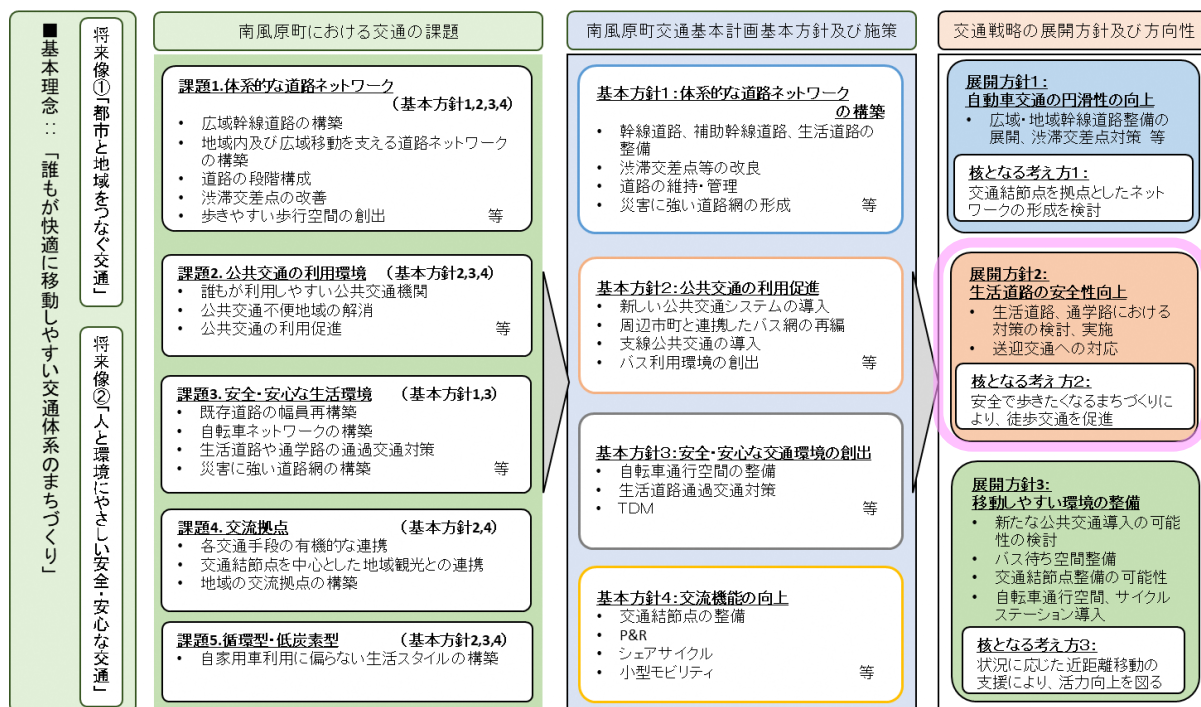 ■基本理念：：「誰もが快適に移動しやすい交通体系のまちづくり」
将来像①「都市と地域をつなぐ交通」
将来像②「人と環境にやさしい安全・安心な交通」
南風原町における交通の課題
課題1.体系的な道路ネットワーク
(基本方針1,2,3,4)
• 広域幹線道路の構築
• 地域内及び広域移動を支える道路ネットワーク
の構築
• 道路の段階構成
• 渋滞交差点の改善
• 歩きやすい歩行空間の創出 等
課題2. 公共交通の利用環境 (基本方針2,3,4)
• 誰もが利用しやすい公共交通機関
• 公共交通不便地域の解消
• 公共交通の利用促進 等
課題3. 安全・安心な生活環境 (基本方針1,3)
• 既存道路の幅員再構築
• 自転車ネットワークの構築
• 生活道路や通学路の通過交通対策
• 災害に強い道路網の構築 等
課題4. 交流拠点 (基本方針2,4)
• 各交通手段の有機的な連携
• 交通結節点を中心とした地域観光との連携
• 地域の交流拠点の構築
課題5.循環型・低炭素型 (基本方針2,3,4)
• 自家用車利用に偏らない生活スタイルの構築
南風原町交通基本計画基本方針及び施策
基本方針1：体系的な道路ネットワーク
の構築
• 幹線道路、補助幹線道路、生活道路の
整備
• 渋滞交差点等の改良
• 道路の維持・管理
• 災害に強い道路網の形成 等
基本方針2：公共交通の利用促進
• 新しい公共交通システムの導入
• 周辺市町と連携したバス網の再編
• 支線公共交通の導入
• バス利用環境の創出 等
基本方針3：安全・安心な交通環境の創出
• 自転車通行空間の整備
• 生活道路通過交通対策
• TDM 等
基本方針4：交流機能の向上
• 交通結節点の整備
• P&R
• シェアサイクル
• 小型モビリティ 等
交通戦略の展開方針及び方向性
展開方針1：
自動車交通の円滑性の向上
• 広域・地域幹線道路整備の
展開、渋滞交差点対策 等
核となる考え方1：
交通結節点を拠点としたネット
ワークの形成を検討
展開方針2：
生活道路の安全性向上
• 生活道路、通学路における
対策の検討、実施
• 送迎交通への対応
核となる考え方2：
安全で歩きたくなるまちづくりに
より、徒歩交通を促進
展開方針3：
移動しやすい環境の整備
• 新たな公共交通導入の可能
性の検討
• バス待ち空間整備
• 交通結節点整備の可能性
• 自転車通行空間、サイクル
ステーション導入
核となる考え方3：
状況に応じた近距離移動の
支援により、活力向上を図る